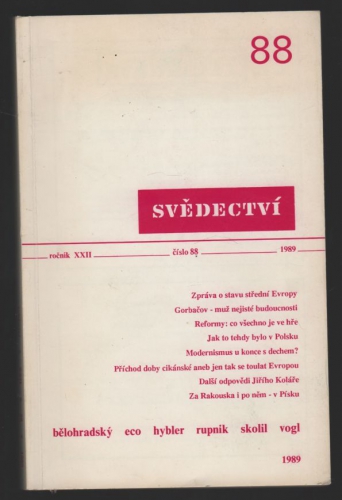 88
SVĚDECTVÍ
ročník XXII číslo 88 1989
Zpráva o stavu střední Evropy
Gorbačov - muž nejisté budoucnosti
Reformy: co všechno je ve hře
Jak to tehdy bylo v Polsku
Modernismus u konce s dechem?
Příchod doby cikánské aneb jen tak se toulat Evropou
Další odpovědi Jiřího Koláře
Za Rakouska i po něm - v Písku
bělohradský eco hybler rupnik skolil vogl
1989